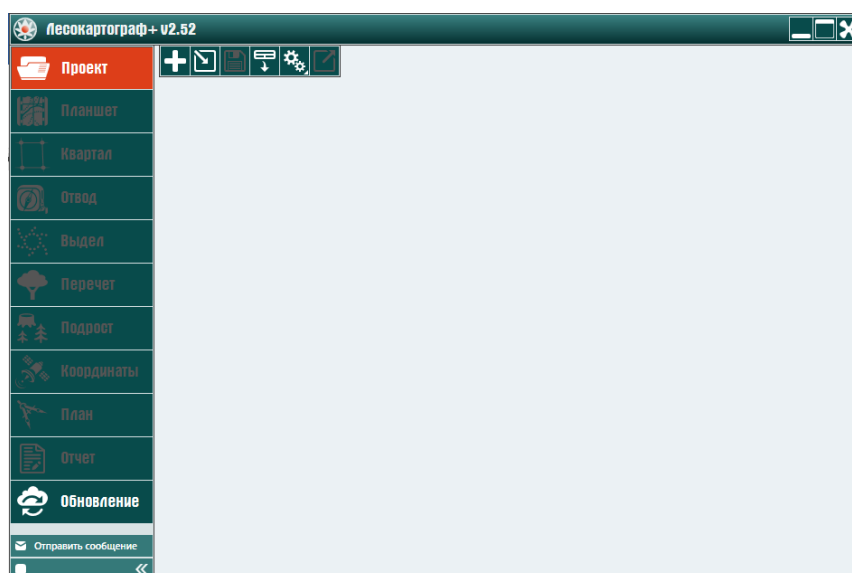 Лесокартограф+ v2.52
Проект
Планшет
Квартал
Отвод
Выдел
Перечет
Подрост
Координаты
План
Отчет
Обновление
Отправить сообщение